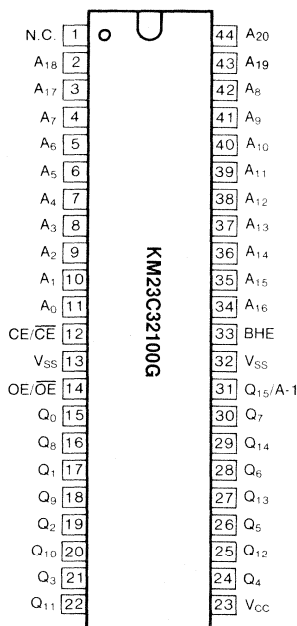 N.C. 1 44 A20
A18 2 43 A19
A17 3 42 A8
A7 4 41 A9
A6 5 40 A10
A5 6 39 A11
A4 7 38 A12
A3 8 37 A13
A2 9 36 A14
A1 10 35 A15
A0 11 34 A16
CE/C̅E̅ 12 33 BHE
VSS 13 32 VSS
OE/O̅E̅ 14 31 Q15/A-1
Q0 15 30 Q7
Q8 16 29 Q14
Q1 17 28 Q6
Q9 18 27 Q13
Q2 19 26 Q5
Q10 20 25 Q12
Q3 21 24 Q4
Q11 22 23 VCC
KM23C32100G